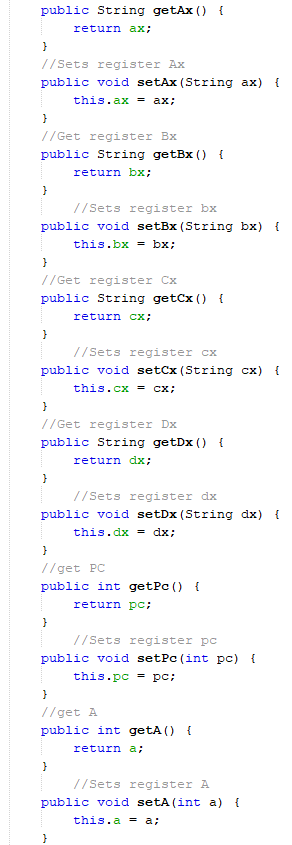 public String getAx() {
return ax;
}
//Sets register Ax
public void setAx(String ax) {
this.ax = ax;
}
//Get register Bx
public String getBx() {
return bx;
}
//Sets register bx
public void setBx(String bx) {
this.bx = bx;
}
//Get register Cx
public String getCx() {
return cx;
}
//Sets register cx
public void setCx(String cx) {
this.cx = cx;
}
//Get register Dx
public String getDx() {
return dx;
}
//Sets register dx
public void setDx(String dx) {
this.dx = dx;
}
//get PC
public int getPc() {
return pc;
}
//Sets register pc
public void setPc(int pc) {
this.pc = pc;
}
//get A
public int getA() {
return a;
}
//Sets register A
public void setA(int a) {
this.a = a;
}